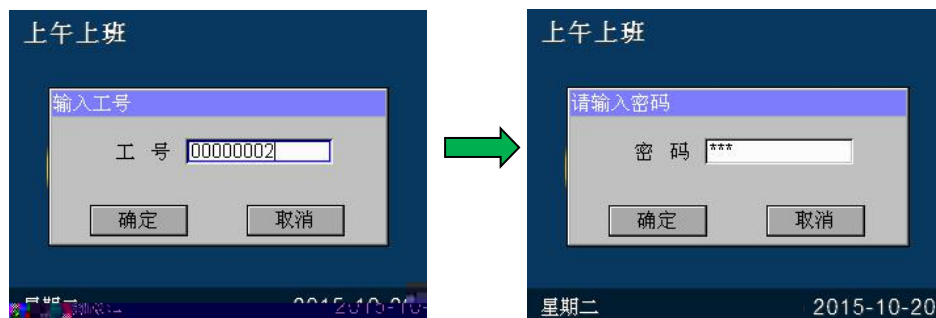 上午上班
输入工号
工 号 00000002
确定 取消
上午上班
请输入密码
密 码 ***
确定 取消
星期二 2015-10-20